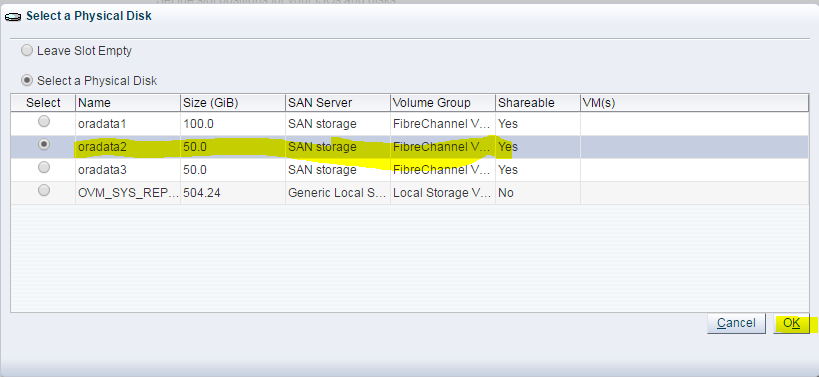 Select a Physical Disk
Leave Slot Empty
Select a Physical Disk
Select Name Size (GiB) SAN Server Volume Group Shareable VM(s)
oradata1 100.0 SAN storage FibreChannel V... Yes
oradata2 50.0 SAN storage FibreChannel V... Yes
oradata3 50.0 SAN storage FibreChannel V... Yes
OVM_SYS_REP... 504.24 Generic Local S... Local Storage V... No
Cancel OK